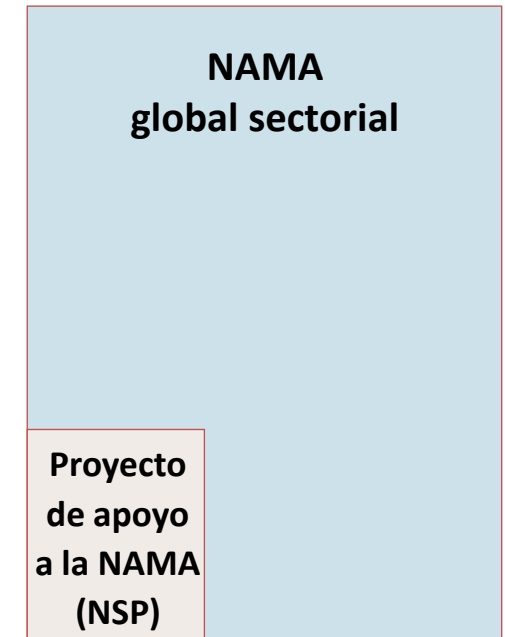 NAMA
global sectorial
Proyecto
de apoyo
a la NAMA
(NSP)